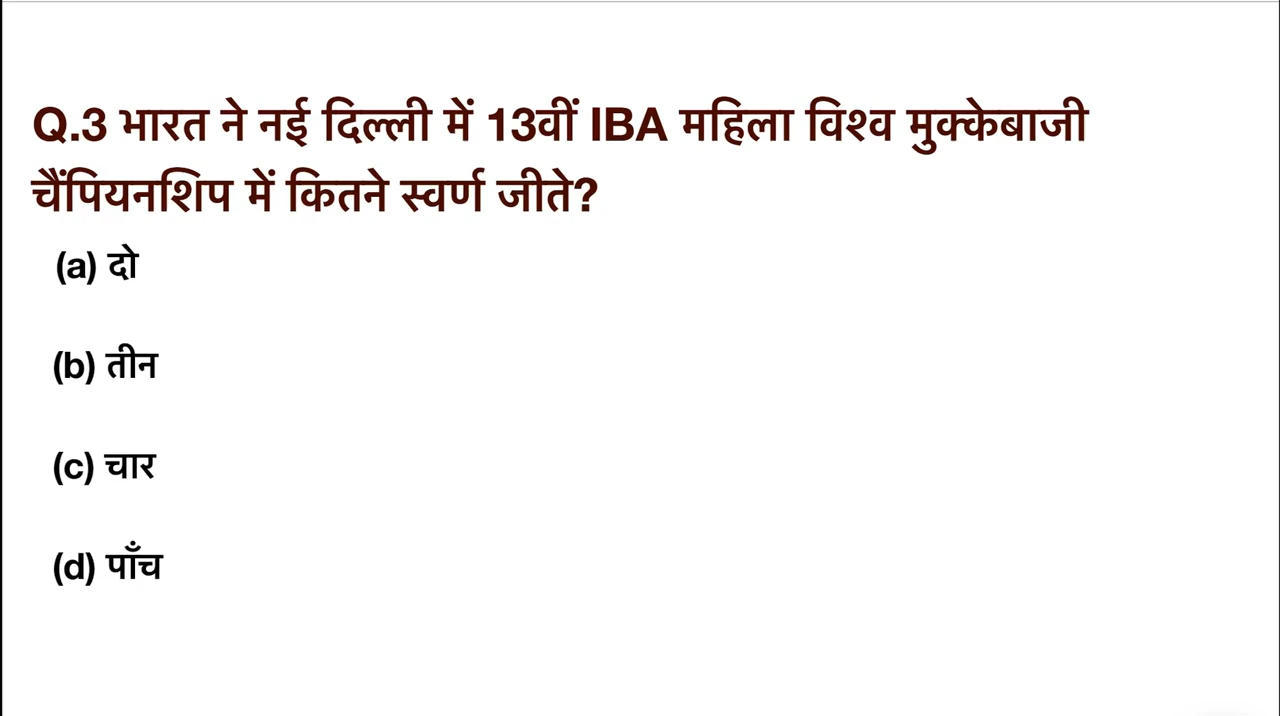 Q.3 भारत ने नई दिल्ली में 13वीं IBA महिला विश्व मुक्केबाजी
चैंपियनशिप में कितने स्वर्ण जीते?
(a) दो
(b) तीन
(c) चार
(d) पाँच